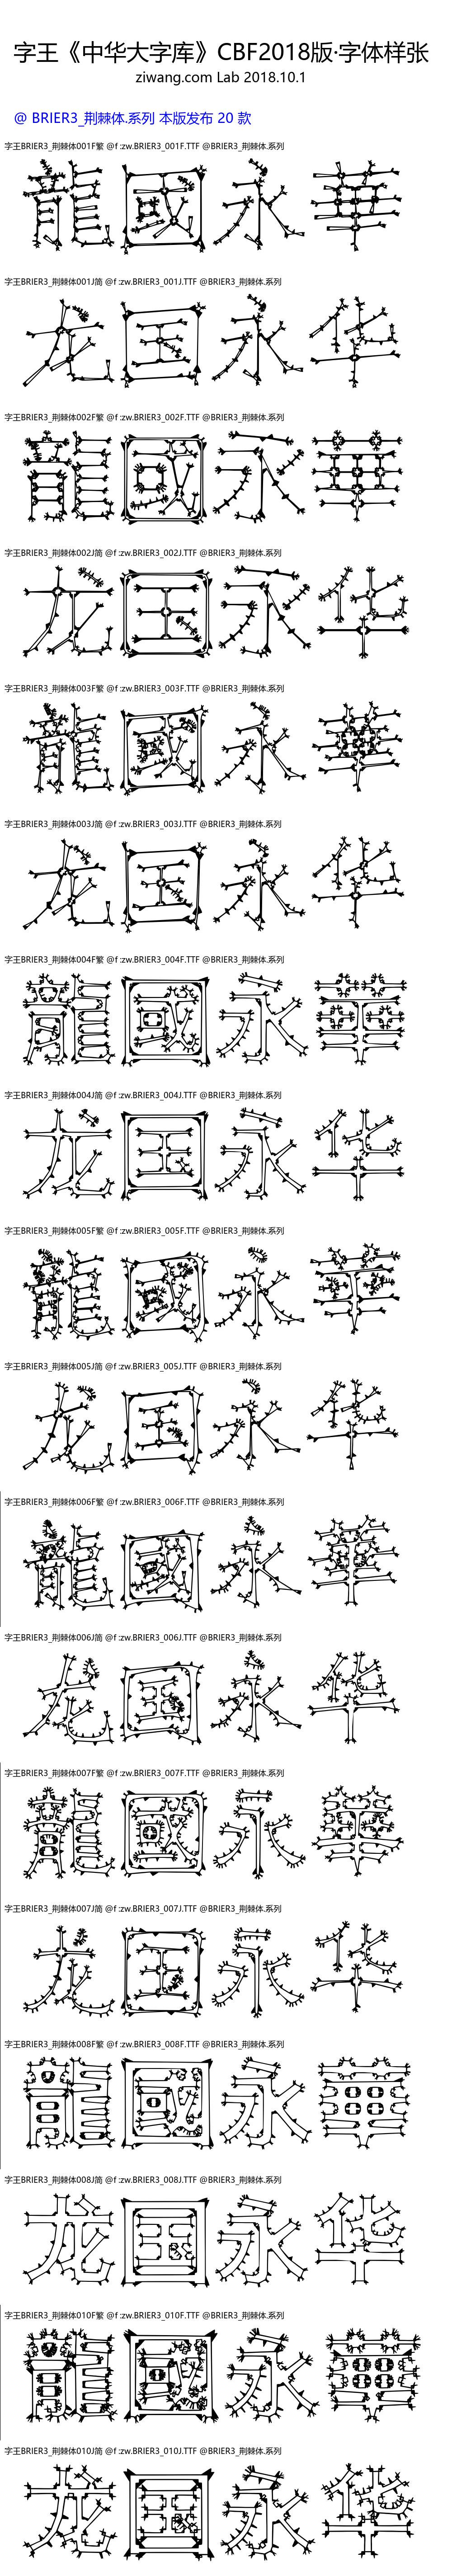 字王《中华大字库》CBF2018版·字体样张
ziwang.com Lab 2018.10.1
@ BRIER3_荆棘体.系列 本版发布 20 款
字王BRIER3_荆棘体001F繁 @f :zw.BRIER3_001F.TTF @BRIER3_荆棘.系列
龍國永華
字王BRIER3_荆棘体001J简 @f :zw.BRIER3_001J.TTF @BRIER3_荆棘.系列
龙国永华
字王BRIER3_荆棘体002F繁 @f :zw.BRIER3_002F.TTF @BRIER3_荆棘.系列
龍國永華
字王BRIER3_荆棘体002J简 @f :zw.BRIER3_002J.TTF @BRIER3_荆棘.系列
龙国永华
字王BRIER3_荆棘体003F繁 @f :zw.BRIER3_003F.TTF @BRIER3_荆棘.系列
龍國永華
字王BRIER3_荆棘体003J简 @f :zw.BRIER3_003J.TTF @BRIER3_荆棘.系列
龙国永华
字王BRIER3_荆棘体004F繁 @f :zw.BRIER3_004F.TTF @BRIER3_荆棘.系列
龍國永華
字王BRIER3_荆棘体004J简 @f :zw.BRIER3_004J.TTF @BRIER3_荆棘.系列
龙国永华
字王BRIER3_荆棘体005F繁 @f :zw.BRIER3_005F.TTF @BRIER3_荆棘.系列
龍國永華
字王BRIER3_荆棘体005J简 @f :zw.BRIER3_005J.TTF @BRIER3_荆棘.系列
龙国永华
字王BRIER3_荆棘体006F繁 @f :zw.BRIER3_006F.TTF @BRIER3_荆棘.系列
龍國永華
字王BRIER3_荆棘体006J简 @f :zw.BRIER3_006J.TTF @BRIER3_荆棘.系列
龙国永华
字王BRIER3_荆棘体007F繁 @f :zw.BRIER3_007F.TTF @BRIER3_荆棘.系列
龍國永華
字王BRIER3_荆棘体007J简 @f :zw.BRIER3_007J.TTF @BRIER3_荆棘.系列
龙国永华
字王BRIER3_荆棘体008F繁 @f :zw.BRIER3_008F.TTF @BRIER3_荆棘.系列
龍國永華
字王BRIER3_荆棘体008J简 @f :zw.BRIER3_008J.TTF @BRIER3_荆棘.系列
龙国永华
字王BRIER3_荆棘体010F繁 @f :zw.BRIER3_010F.TTF @BRIER3_荆棘.系列
龍國永華
字王BRIER3_荆棘体010J简 @f :zw.BRIER3_010J.TTF @BRIER3_荆棘.系列
龙国永华